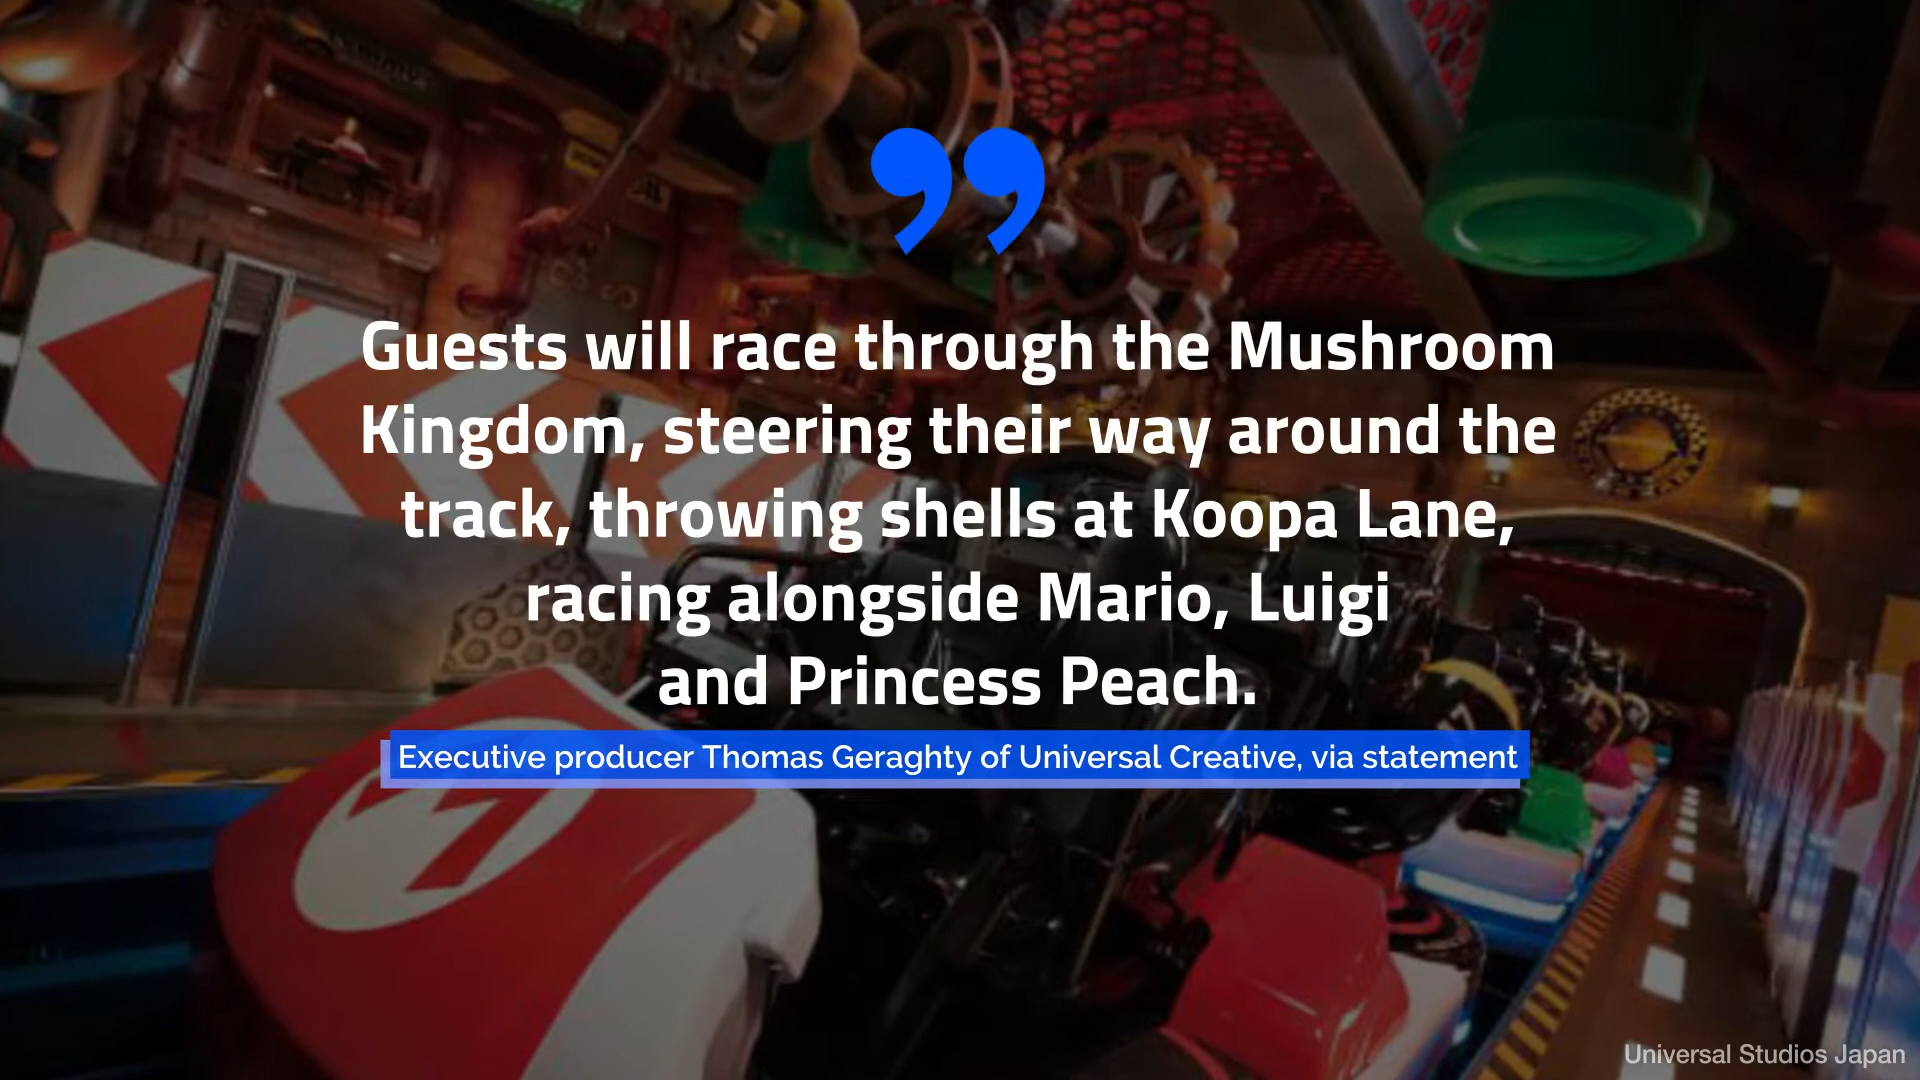 Guests will race through the Mushroom
Kingdom, steering their way around the
track, throwing shells at Koopa Lane,
racing alongside Mario, Luigi
and Princess Peach.
Executive producer Thomas Geraghty of Universal Creative, via statement
Universal Studios Japan